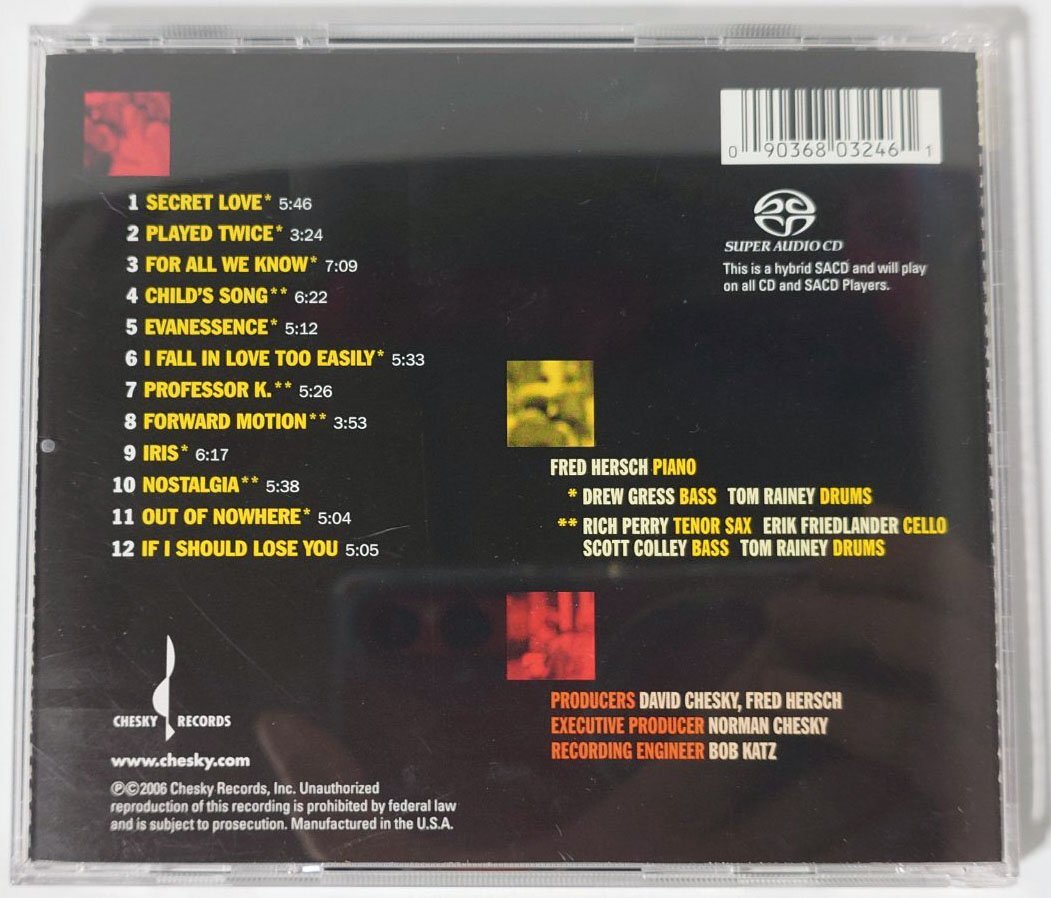 0 90368 03246 1
1 SECRET LOVE* 5:46
2 PLAYED TWICE* 3:24
3 FOR ALL WE KNOW* 7:09
4 CHILD'S SONG** 6:22
5 EVANESSENCE* 5:12
6 I FALL IN LOVE TOO EASILY* 5:33
7 PROFESSOR K.** 5:26
8 FORWARD MOTION** 3:53
9 IRIS* 6:17
10 NOSTALGIA** 5:38
11 OUT OF NOWHERE* 5:04
12 IF I SHOULD LOSE YOU 5:05
SUPER AUDIO CD
This is a hybrid SACD and will play
on all CD and SACD Players.
FRED HERSCH PIANO
* DREW GRESS BASS TOM RAINEY DRUMS
** RICH PERRY TENOR SAX ERIK FRIEDLANDER CELLO
SCOTT COLLEY BASS TOM RAINEY DRUMS
PRODUCERS DAVID CHESKY, FRED HERSCH
EXECUTIVE PRODUCER NORMAN CHESKY
RECORDING ENGINEER BOB KATZ
CHESKY RECORDS
www.chesky.com
℗©2006 Chesky Records, Inc. Unauthorized
reproduction of this recording is prohibited by federal law
and is subject to prosecution. Manufactured in the U.S.A.